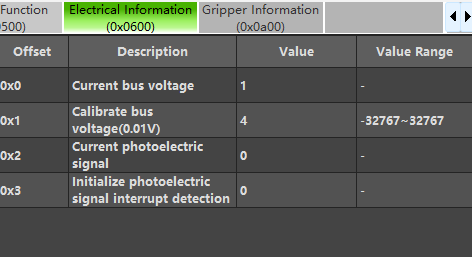 Function Electrical Information Gripper Information
0500) (0x0600) (0x0a00)
Offset Description Value Value Range
0x0 Current bus voltage 1 -
0x1 Calibrate bus voltage(0.01V) 4 -32767~32767
0x2 Current photoelectric signal 0 -
0x3 Initialize photoelectric signal interrupt detection 0 -